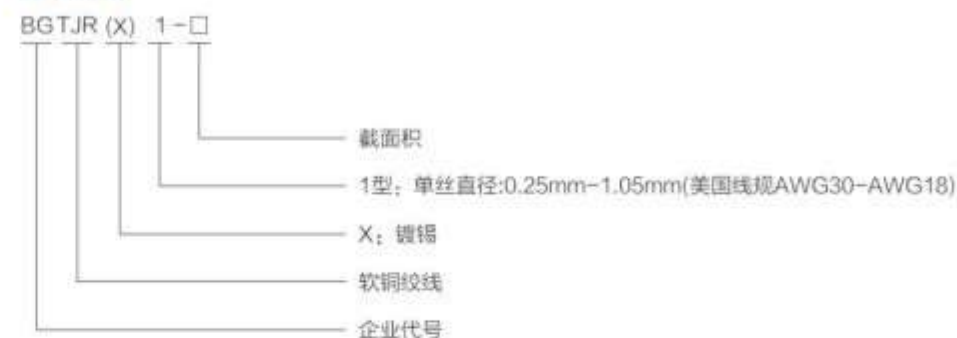 BGTJR (X) 1-□
截面积
1型：单丝直径:0.25mm-1.05mm(美国线规AWG30-AWG18)
X：镀锡
软铜绞线
企业代号